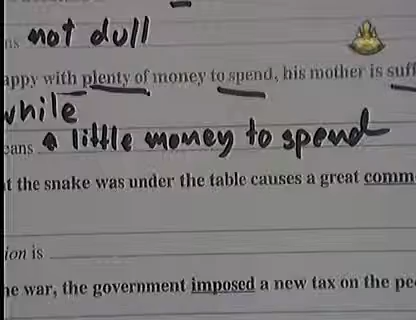 ns not dull
appy with plenty of money to spend, his mother is suff
while
eans a little money to spend
t the snake was under the table causes a great comm
ion is
he war, the government imposed a new tax on the pe